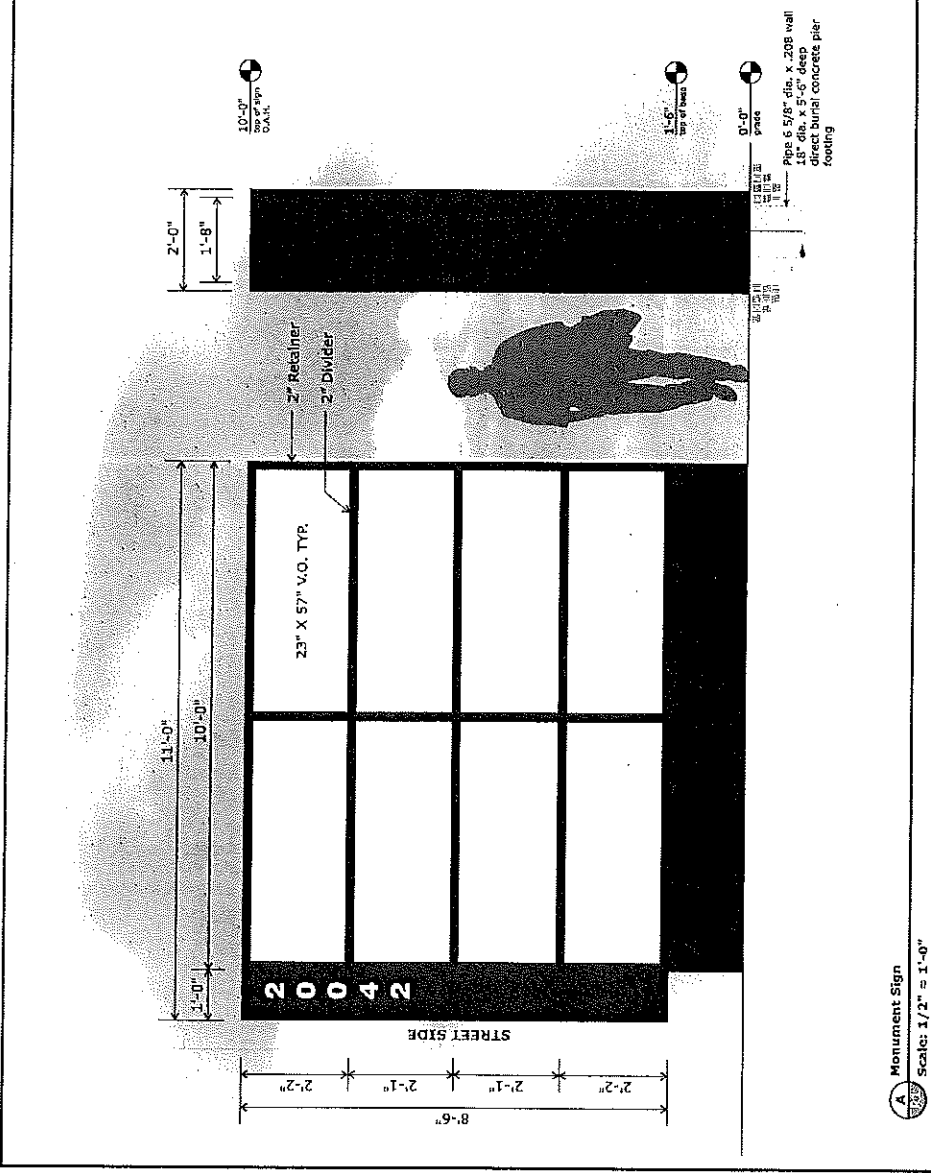 11'-0"
1'-0"
10'-0"
2'-0"
1'-8"
10'-0"
top of sign
O.A.H.
2" Retainer
2" Divider
23" X 57" V.O. TYP.
20042
STREET SIDE
2'-2"
2'-1"
2'-1"
2'-2"
8'-6"
1'-6"
top of base
0'-0"
grade
Pipe 6 5/8" dia. x .208 wall
18" dia. x 5'-6" deep
direct burial concrete pier
footing
A
Monument Sign
Scale: 1/2" = 1'-0"